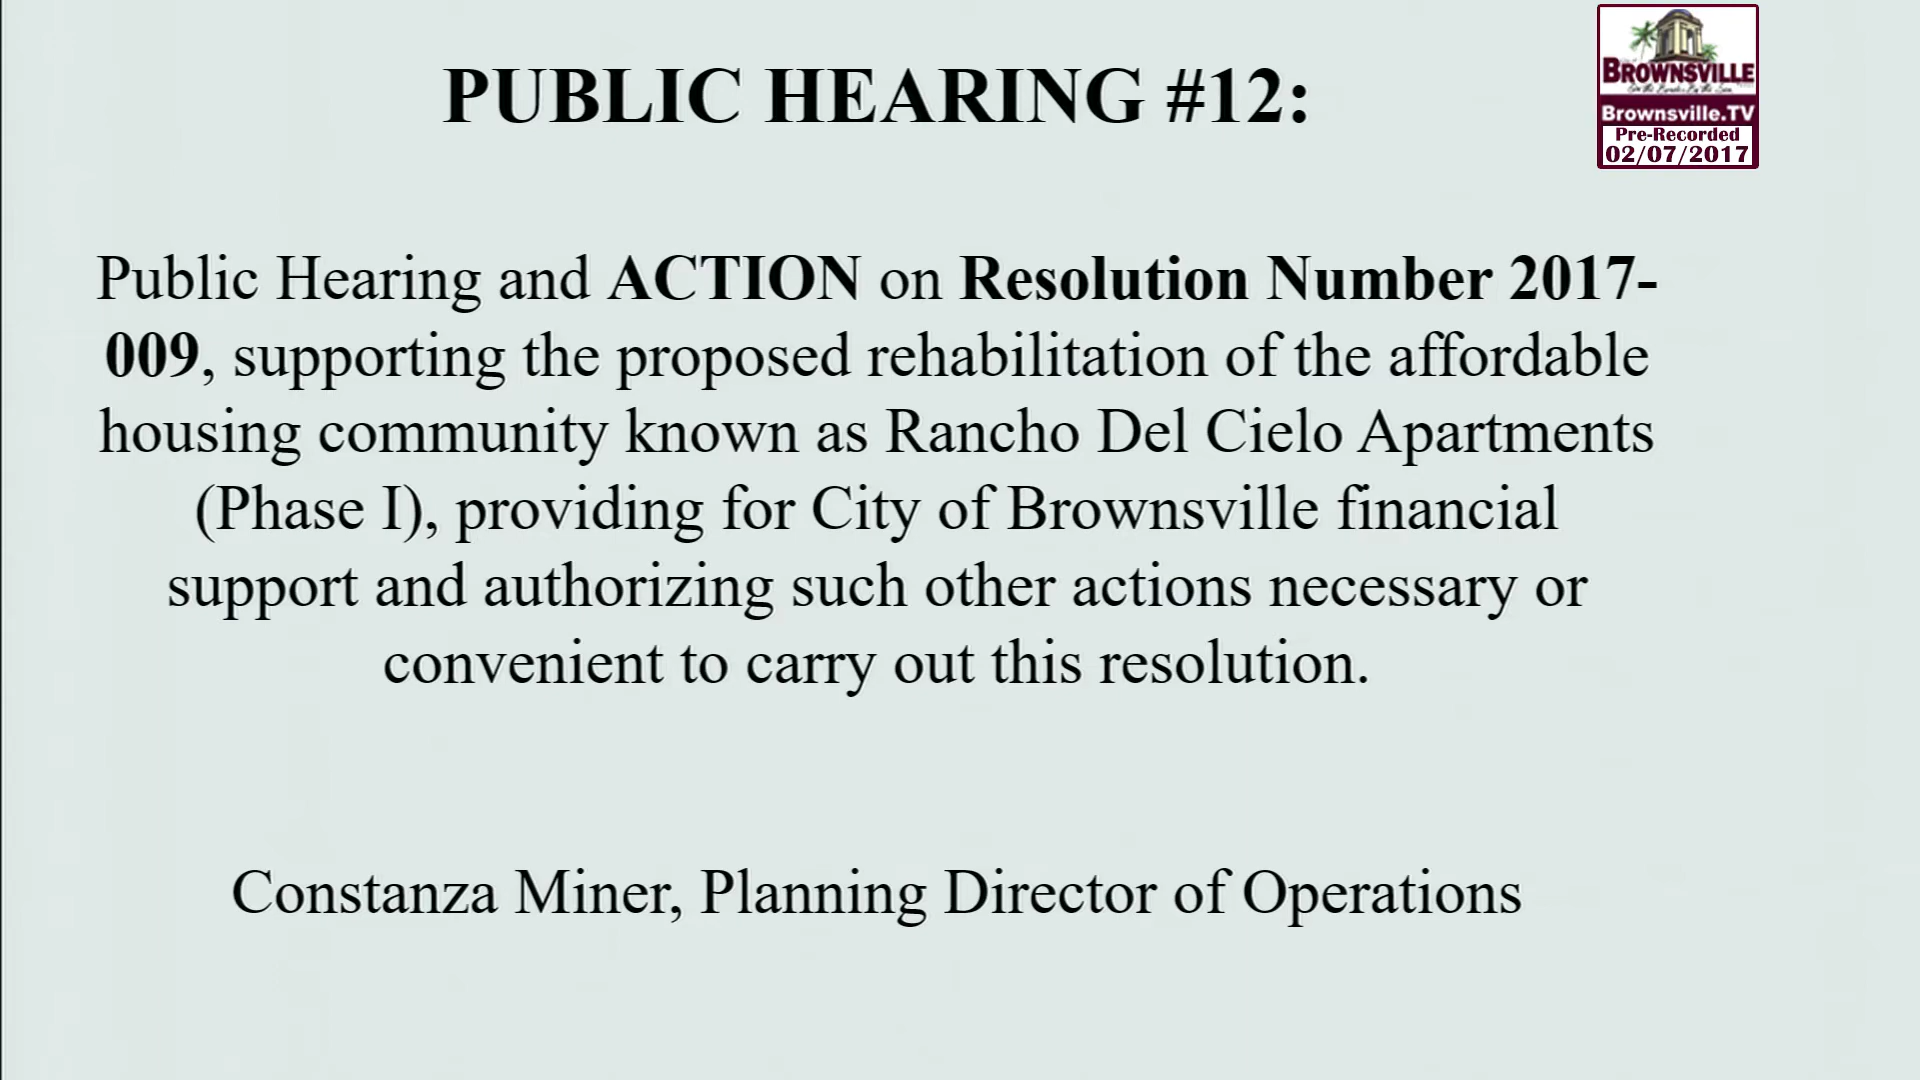 PUBLIC HEARING #12:
BROWNSVILLE
Brownsville.TV
Pre-Recorded
02/07/2017
Public Hearing and ACTION on Resolution Number 2017-
009, supporting the proposed rehabilitation of the affordable
housing community known as Rancho Del Cielo Apartments
(Phase I), providing for City of Brownsville financial
support and authorizing such other actions necessary or
convenient to carry out this resolution.
Constanza Miner, Planning Director of Operations